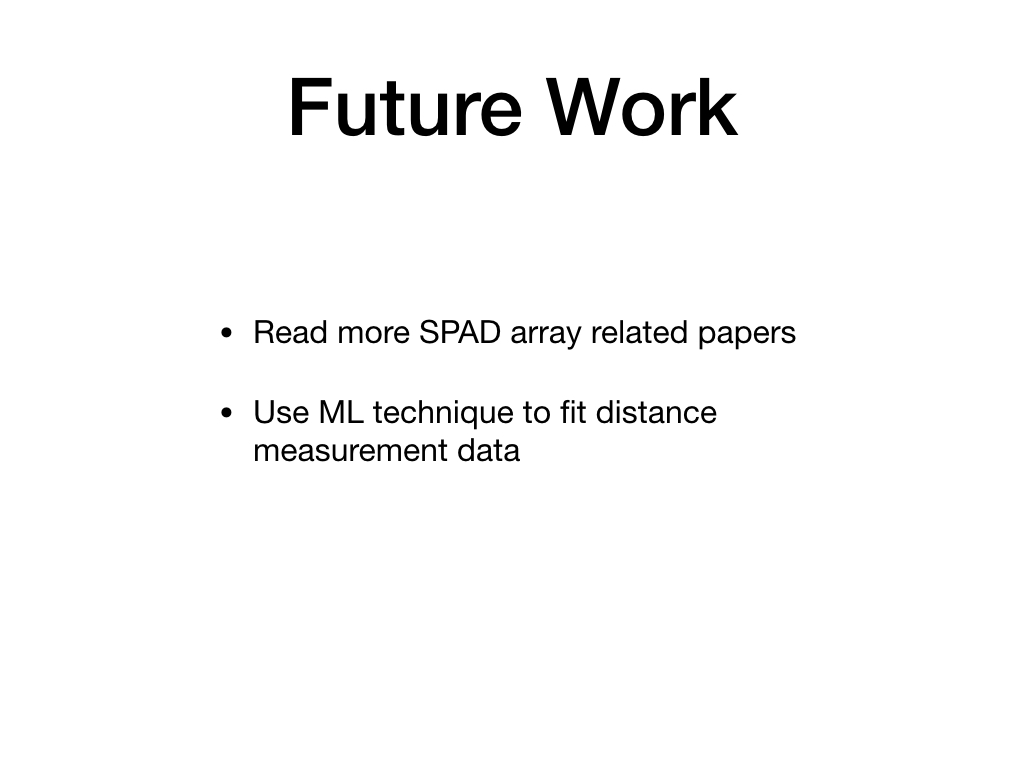 Future Work
• Read more SPAD array related papers
• Use ML technique to fit distance
measurement data